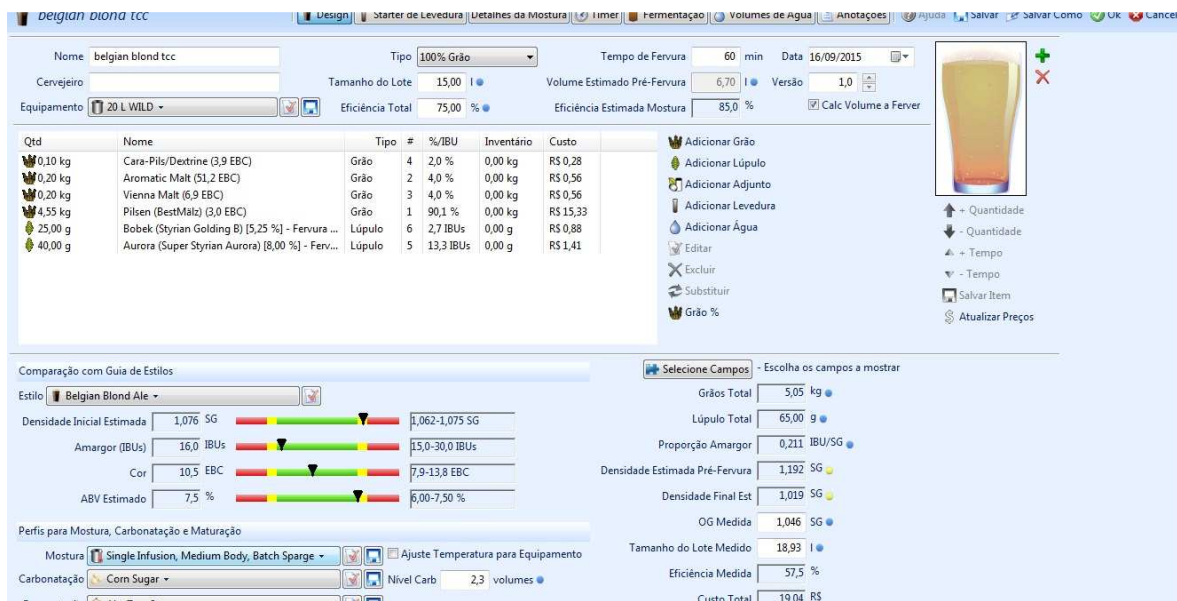 belgian blond tcc Design Starter de Levedura Detalhes da Mostura Timer Fermentação Volumes de Água Anotações Ajuda Salvar Salvar Como Ok Cancel
Nome belgian blond tcc Tipo 100% Grão Tempo de Fervura 60 min Data 16/09/2015
Cervejeiro Tamanho do Lote 15,00 l Volume Estimado Pré-Fervura 6,70 l Versão 1,0
Equipamento 20 L WILD Eficiência Total 75,00 % Eficiência Estimada Mostura 85,0 % Calc Volume a Ferver
Qtd Nome Tipo # %/IBU Inventário Custo
0,10 kg Cara-Pils/Dextrine (3,9 EBC) Grão 4 2,0 % 0,00 kg R$ 0,28
0,20 kg Aromatic Malt (51,2 EBC) Grão 2 4,0 % 0,00 kg R$ 0,56
0,20 kg Vienna Malt (6,9 EBC) Grão 3 4,0 % 0,00 kg R$ 0,56
4,55 kg Pilsen (BestMälz) (3,0 EBC) Grão 1 90,1 % 0,00 kg R$ 15,33
25,00 g Bobek (Styrian Golding B) [5,25 %] - Fervura ... Lúpulo 6 2,7 IBUs 0,00 g R$ 0,88
40,00 g Aurora (Super Styrian Aurora) [8,00 %] - Ferv... Lúpulo 5 13,3 IBUs 0,00 g R$ 1,41
Adicionar Grão
Adicionar Lúpulo
Adicionar Adjunto
Adicionar Levedura
Adicionar Água
Editar
Excluir
Substituir
Grão %
+ Quantidade
- Quantidade
+ Tempo
- Tempo
Salvar Item
Atualizar Preços
Comparação com Guia de Estilos
Estilo Belgian Blond Ale
Densidade Inicial Estimada 1,076 SG 1,062-1,075 SG
Amargor (IBUs) 16,0 IBUs 15,0-30,0 IBUs
Cor 10,5 EBC 7,9-13,8 EBC
ABV Estimado 7,5 % 6,00-7,50 %
Perfis para Mostura, Carbonatação e Maturação
Mostura Single Infusion, Medium Body, Batch Sparge Ajuste Temperatura para Equipamento
Carbonatação Corn Sugar Nível Carb 2,3 volumes
Selecione Campos - Escolha os campos a mostrar
Grãos Total 5,05 kg
Lúpulo Total 65,00 g
Proporção Amargor 0,211 IBU/SG
Densidade Estimada Pré-Fervura 1,192 SG
Densidade Final Est 1,019 SG
OG Medida 1,046 SG
Tamanho do Lote Medido 18,93 l
Eficiência Medida 57,5 %
Custo Total 19,04 R$